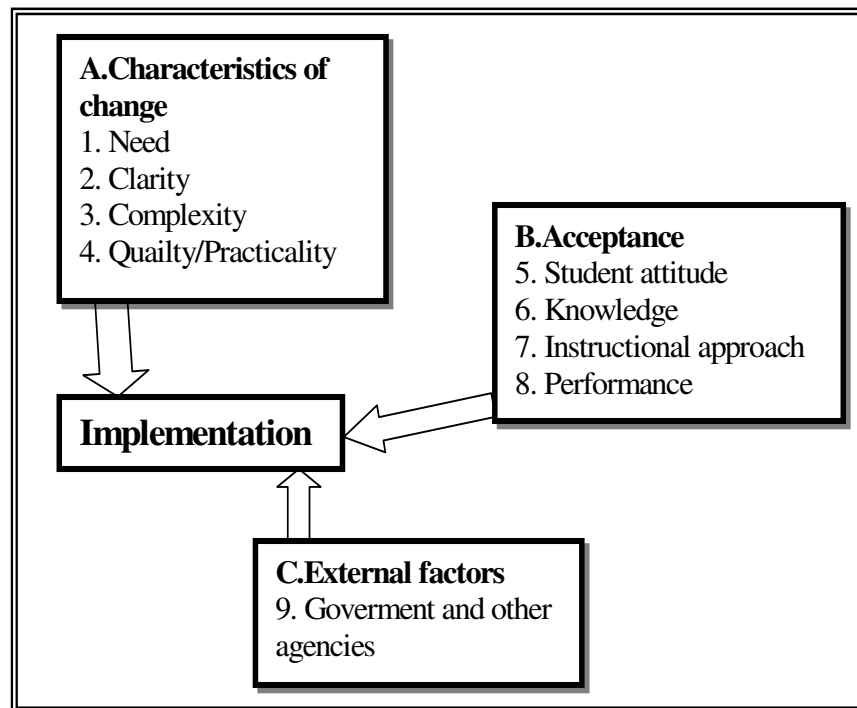 A.Characteristics of
change
1. Need
2. Clarity
3. Complexity
4. Quailty/Practicality
B.Acceptance
5. Student attitude
6. Knowledge
7. Instructional approach
8. Performance
Implementation
C.External factors
9. Goverment and other
agencies